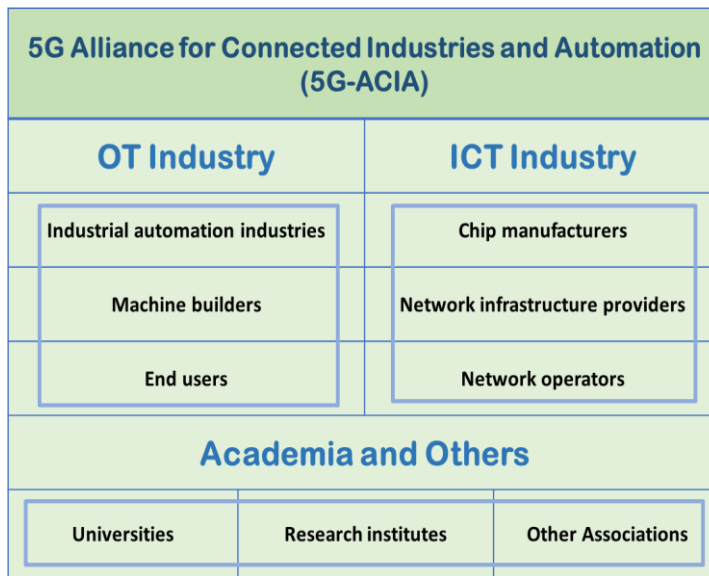 5G Alliance for Connected Industries and Automation
(5G-ACIA)
OT Industry
ICT Industry
Industrial automation industries
Chip manufacturers
Machine builders
Network infrastructure providers
End users
Network operators
Academia and Others
Universities
Research institutes
Other Associations